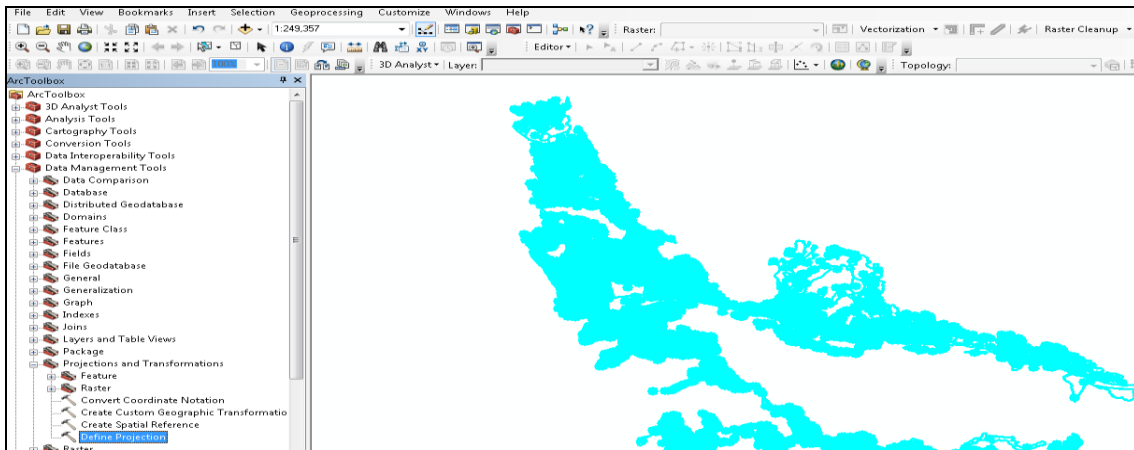 File Edit View Bookmarks Insert Selection Geoprocessing Customize Windows Help
1:249,357 Raster: Vectorization Raster Cleanup
Editor
100% 3D Analyst Layer: Topology:
ArcToolbox
ArcToolbox
3D Analyst Tools
Analysis Tools
Cartography Tools
Conversion Tools
Data Interoperability Tools
Data Management Tools
Data Comparison
Database
Distributed Geodatabase
Domains
Feature Class
Features
Fields
File Geodatabase
General
Generalization
Graph
Indexes
Joins
Layers and Table Views
Package
Projections and Transformations
Feature
Raster
Convert Coordinate Notation
Create Custom Geographic Transformatio
Create Spatial Reference
Define Projection
Raster